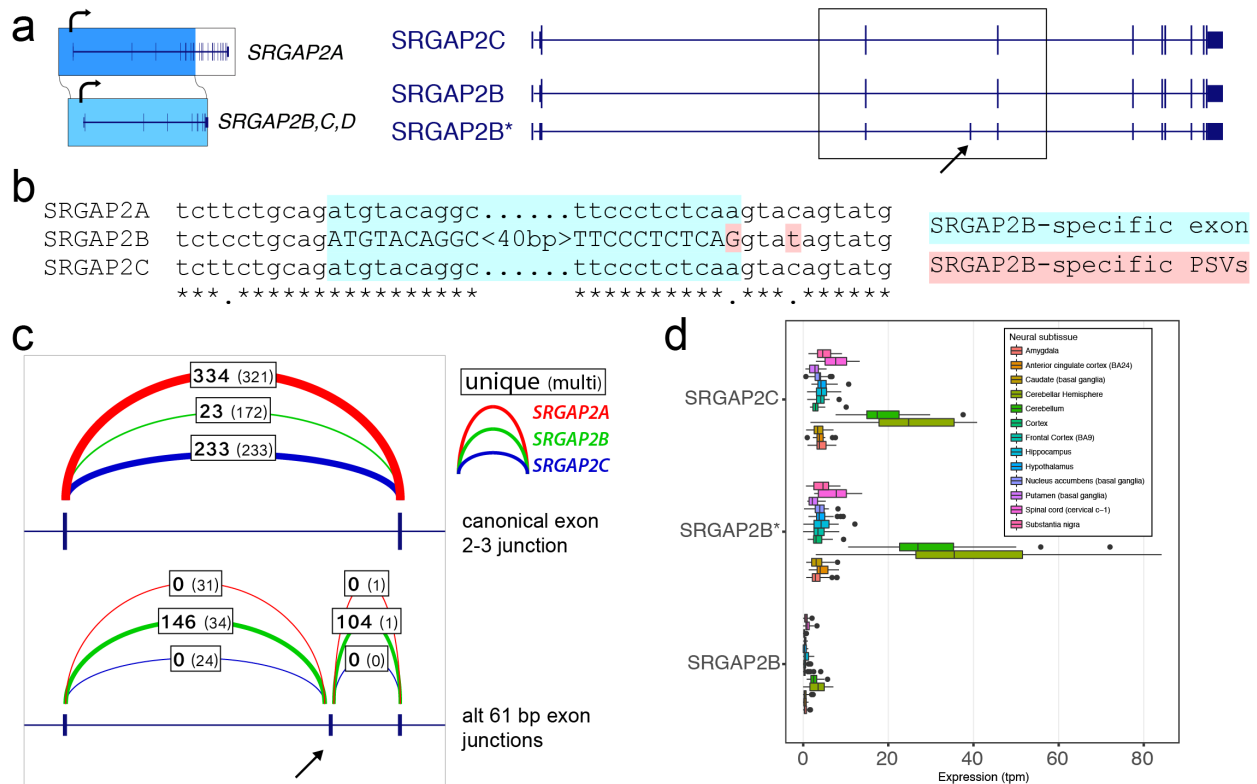 a
SRGAP2A
SRGAP2B,C,D
SRGAP2C
SRGAP2B
SRGAP2B*
b
SRGAP2A tcttctgcagatgtacaggc......ttccctctcaagtacagtatg
SRGAP2B tctcctgcagATGTACAGGC<40bp>TTCCCTCTCAGgtatagtatg
SRGAP2C tcttctgcagatgtacaggc......ttccctctcaagtacagtatg
***.**************** **********.***.*****
SRGAP2B-specific exon
SRGAP2B-specific PSVs
c
334 (321)
23 (172)
233 (233)
unique (multi)
SRGAP2A
SRGAP2B
SRGAP2C
canonical exon
2-3 junction
0 (31)
146 (34)
0 (24)
0 (1)
104 (1)
0 (0)
alt 61 bp exon
junctions
d
SRGAP2C
SRGAP2B*
SRGAP2B
Neural subtissue
Amygdala
Anterior cingulate cortex (BA24)
Caudate (basal ganglia)
Cerebellar Hemisphere
Cerebellum
Cortex
Frontal Cortex (BA9)
Hippocampus
Hypothalamus
Nucleus accumbens (basal ganglia)
Putamen (basal ganglia)
Spinal cord (cervical c-1)
Substantia nigra
0 20 40 60 80
Expression (tpm)